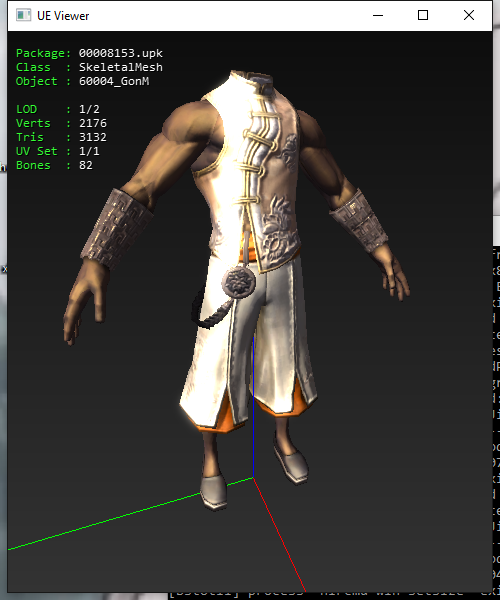 UE Viewer
Package: 00008153.upk
Class : SkeletalMesh
Object : 60004_GonM
LOD : 1/2
Verts : 2176
Tris : 3132
UV Set : 1/1
Bones : 82